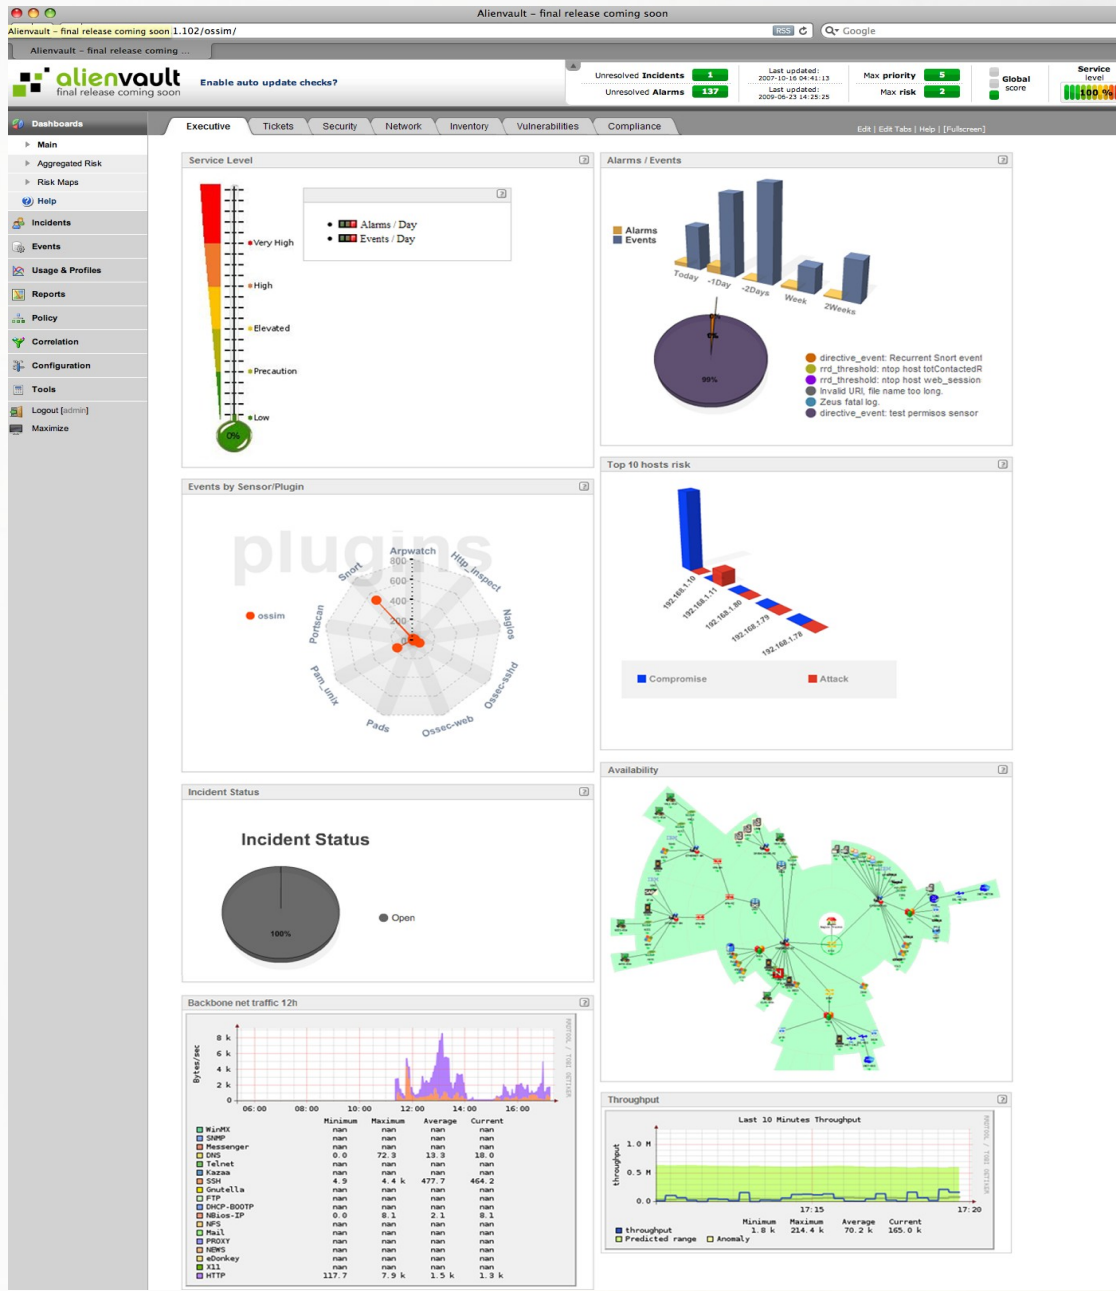 Alienvault – final release coming soon
Alienvault – final release coming soon 1.102/ossim/
RSS
Google
Alienvault – final release coming ...
alienvault
final release coming soon
Enable auto update checks?
Unresolved Incidents 1
Unresolved Alarms 137
Last updated:
2007-10-16 04:41:13
Last updated:
2009-06-23 14:25:25
Max priority 5
Max risk 2
Global
score
Service
level
100 %
Dashboards
Main
Aggregated Risk
Risk Maps
Help
Incidents
Events
Usage & Profiles
Reports
Policy
Correlation
Configuration
Tools
Logout [admin]
Maximize
Executive Tickets Security Network Inventory Vulnerabilities Compliance
Edit | Edit Tabs | Help | [Fullscreen]
Service Level
Very High
High
Elevated
Precaution
Low
0%
Alarms / Day
Events / Day
Alarms / Events
Alarms
Events
Today -1Day -2Days Week 2Weeks
0%
99%
directive_event: Recurrent Snort event
rrd_threshold: ntop host totContactedR
rrd_threshold: ntop host web_session
Invalid URI, file name too long.
Zeus fatal log.
directive_event: test permisos sensor
Events by Sensor/Plugin
plugins
ossim
Arpwatch
Http_inspect
Nagios
Ossec-sshd
Ossec-web
Pads
Pam_unix
Portscan
Snort
800
600
400
200
0
Top 10 hosts risk
192.168.1.10
192.168.1.11
192.168.1.80
192.168.1.79
192.168.1.78
Compromise
Attack
Incident Status
Incident Status
100%
Open
Availability
Backbone net traffic 12h
RRDTOOL / TOBI OETIKER
Bytes/sec
8 k
6 k
4 k
2 k
0
06:00 08:00 10:00 12:00 14:00 16:00
Minimum Maximum Average Current
WinMX nan nan nan nan
SNMP nan nan nan nan
Messenger nan nan nan nan
DNS 0.0 72.3 13.3 18.0
Telnet nan nan nan nan
Kazaa nan nan nan nan
SSH 4.9 4.4 k 477.7 464.2
Gnutella nan nan nan nan
FTP nan nan nan nan
DHCP-BOOTP nan nan nan nan
NBios-IP 0.0 8.1 2.1 8.1
NFS nan nan nan nan
Mail nan nan nan nan
PROXY nan nan nan nan
NEWS nan nan nan nan
eDonkey nan nan nan nan
X11 nan nan nan nan
HTTP 117.7 7.9 k 1.5 k 1.3 k
Throughput
Last 10 Minutes Throughput
RRDTOOL / TOBI OETIKER
throughput
1.0 M
0.5 M
0.0
17:15 17:20
Minimum Maximum Average Current
throughput 1.8 k 214.4 k 70.2 k 165.0 k
Predicted range Anomaly